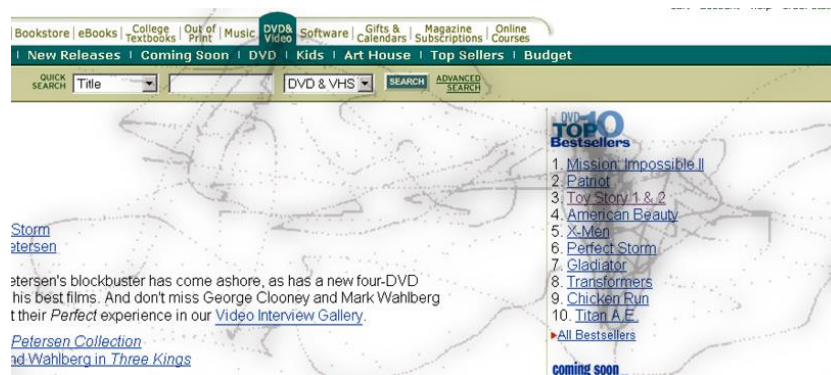 Bookstore | eBooks | College Textbooks | Out of Print | Music | DVD& Video | Software | Gifts & Calendars | Magazine Subscriptions | Online Courses
New Releases | Coming Soon | DVD | Kids | Art House | Top Sellers | Budget
QUICK SEARCH Title DVD & VHS SEARCH ADVANCED SEARCH
DVD
TOP 10
Bestsellers
1. Mission: Impossible II
2. Patriot
3. Toy Story 1 & 2
4. American Beauty
5. X-Men
6. Perfect Storm
7. Gladiator
8. Transformers
9. Chicken Run
10. Titan A.E.
All Bestsellers
coming soon
Storm
etersen
etersen's blockbuster has come ashore, as has a new four-DVD
his best films. And don't miss George Clooney and Mark Wahlberg
t their Perfect experience in our Video Interview Gallery.
Petersen Collection
nd Wahlberg in Three Kings